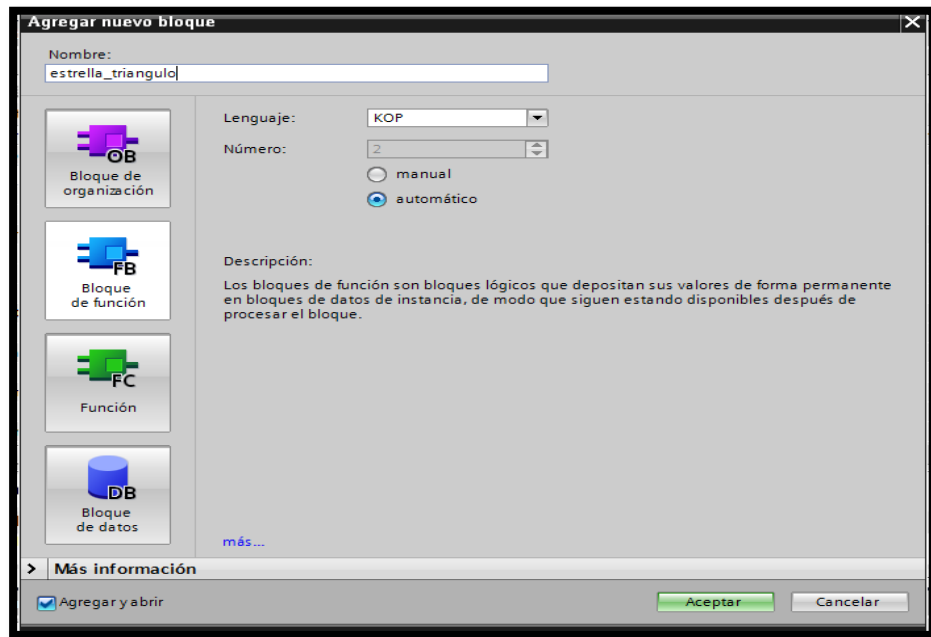 Agregar nuevo bloque
Nombre:
estrella_triangulo
OB
Bloque de
organización
FB
Bloque
de función
FC
Función
DB
Bloque
de datos
Lenguaje:
KOP
Número:
2
manual
automático
Descripción:
Los bloques de función son bloques lógicos que depositan sus valores de forma permanente
en bloques de datos de instancia, de modo que siguen estando disponibles después de
procesar el bloque.
más...
> Más información
Agregar y abrir
Aceptar
Cancelar